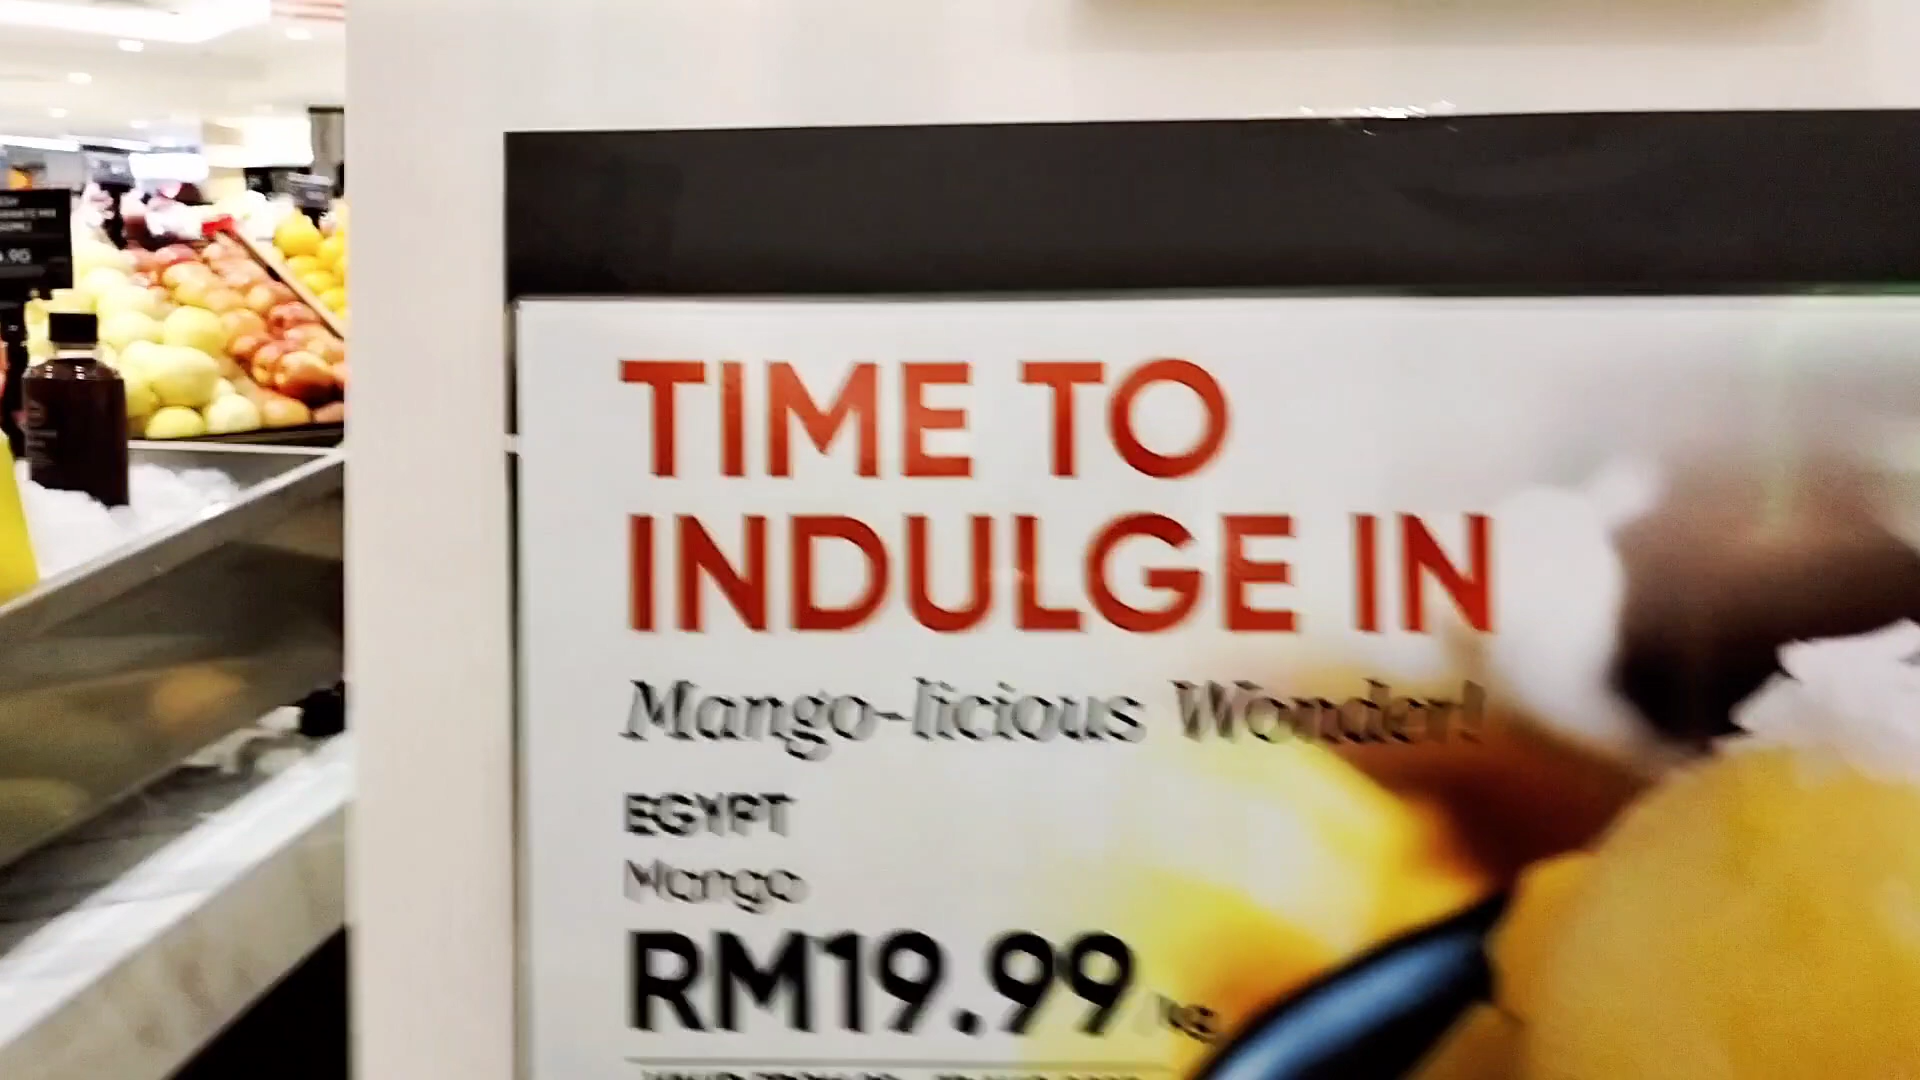 TIME TO
INDULGE IN
Mango-licious Wonder!
EGYPT
Mango
RM19.99